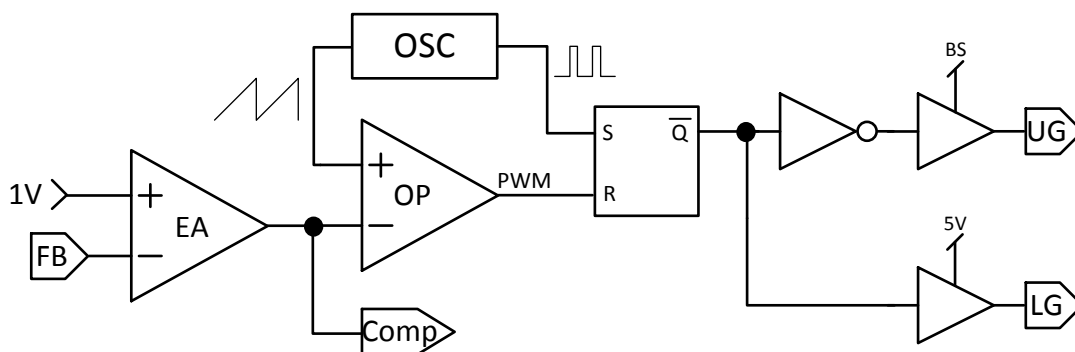 OSC
BS
1V
+
−
EA
FB
+
−
OP
PWM
S
R
Q̅
UG
5V
LG
Comp